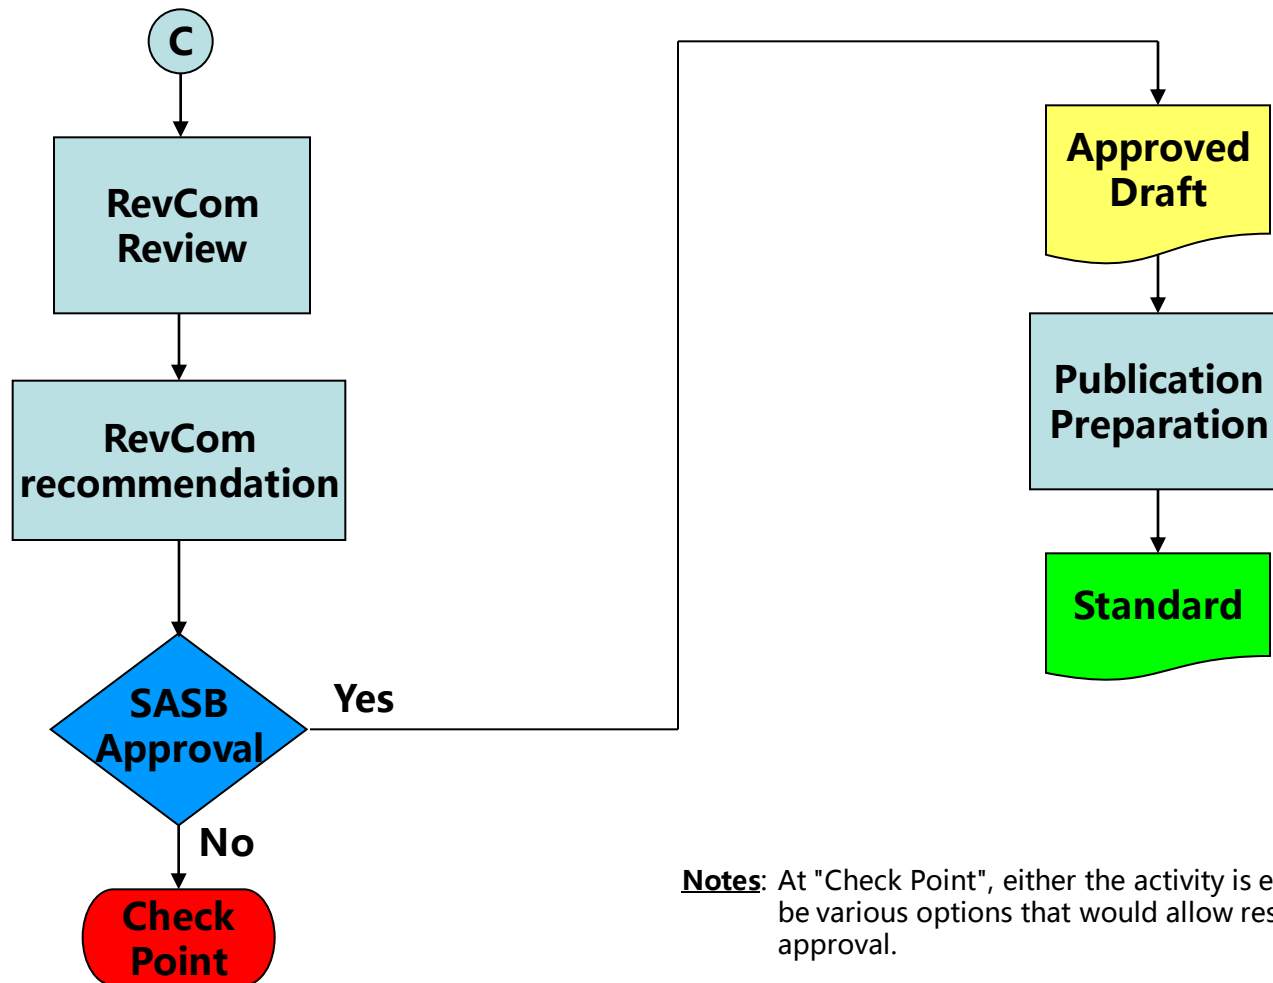 C
RevCom
Review
RevCom
recommendation
SASB
Approval
Yes
No
Check
Point
Approved
Draft
Publication
Preparation
Standard
Notes: At "Check Point", either the activity is e
be various options that would allow res
approval.